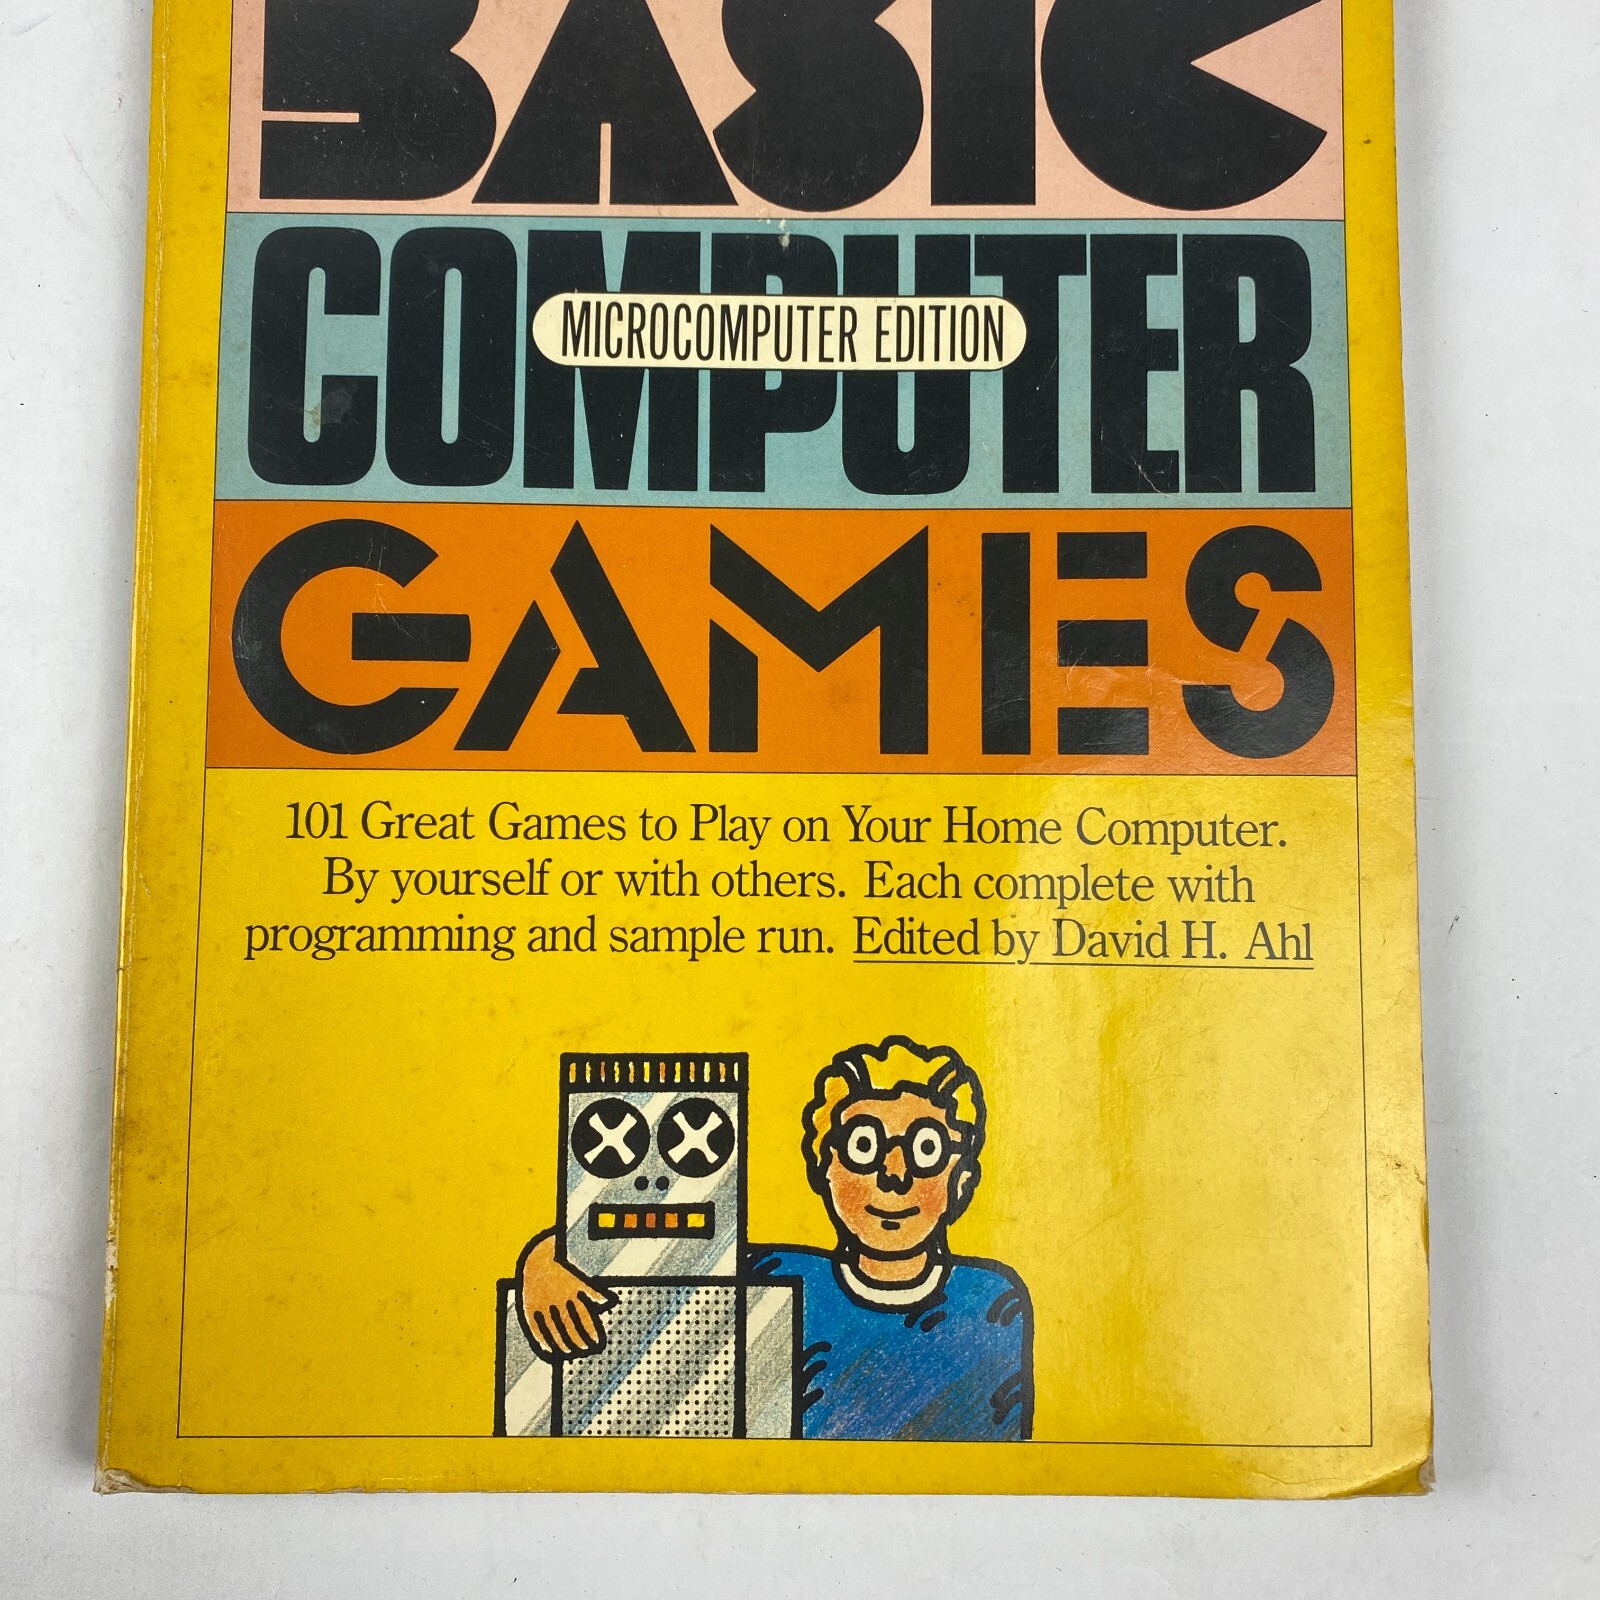 BASIC
COMPUTER
MICROCOMPUTER EDITION
GAMES
101 Great Games to Play on Your Home Computer.
By yourself or with others. Each complete with
programming and sample run. Edited by David H. Ahl